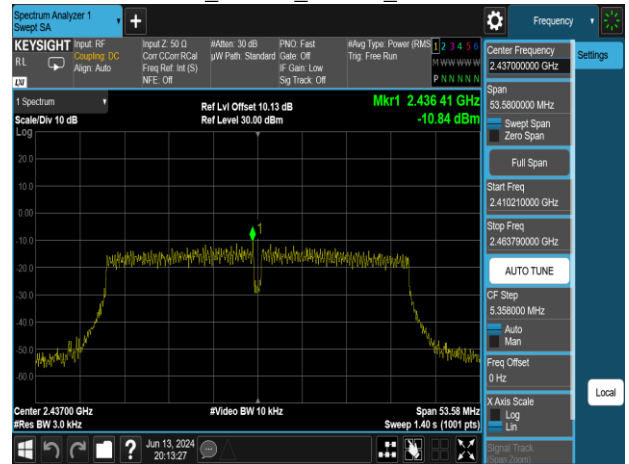 Spectrum Analyzer 1
Swept SA
Frequency
KEYSIGHT
RL
LXI
Input: RF
Coupling: DC
Align: Auto
Input Z: 50 Ω
Corr CCorr RCal
Freq Ref: Int (S)
NFE: Off
#Atten: 30 dB
µW Path: Standard
PNO: Fast
Gate: Off
IF Gain: Low
Sig Track: Off
#Avg Type: Power (RMS
Trig: Free Run
1 2 3 4 5 6
M W W W W W
P N N N N N
1 Spectrum
Scale/Div 10 dB
Log
Ref Lvl Offset 10.13 dB
Ref Level 30.00 dBm
Mkr1 2.436 41 GHz
-10.84 dBm
20.0
10.0
0.00
-10.0
-20.0
-30.0
-40.0
-50.0
-60.0
1
Center 2.43700 GHz
#Res BW 3.0 kHz
#Video BW 10 kHz
Span 53.58 MHz
Sweep 1.40 s (1001 pts)
Jun 13, 2024
20:13:27
Center Frequency
2.437000000 GHz
Span
53.5800000 MHz
Swept Span
Zero Span
Full Span
Start Freq
2.410210000 GHz
Stop Freq
2.463790000 GHz
AUTO TUNE
CF Step
5.358000 MHz
Auto
Man
Freq Offset
0 Hz
X Axis Scale
Log
Lin
Signal Track
(Span Zoom)
Settings
Local